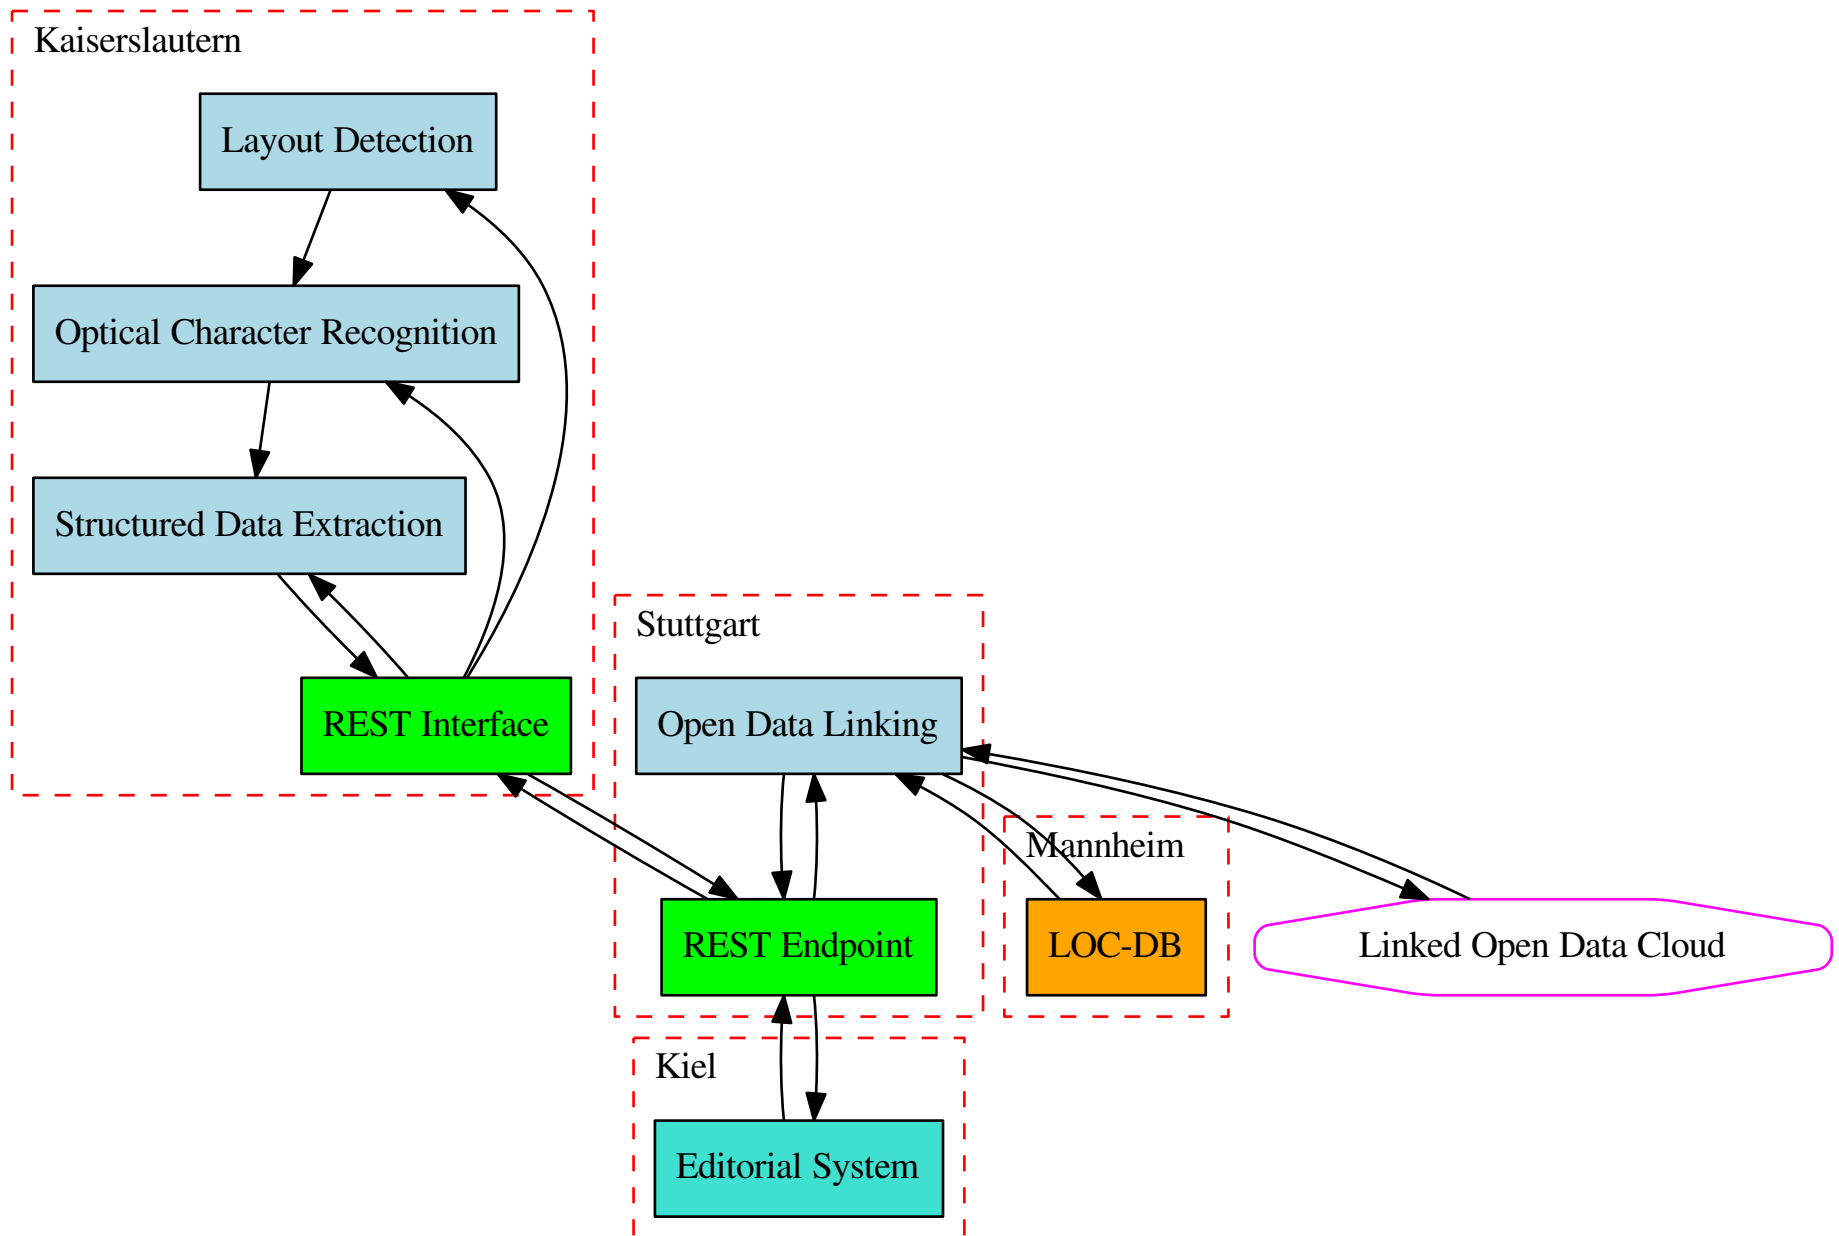 Kaiserslautern
Layout Detection
Optical Character Recognition
Structured Data Extraction
REST Interface
Stuttgart
Open Data Linking
REST Endpoint
Mannheim
LOC-DB
Linked Open Data Cloud
Kiel
Editorial System